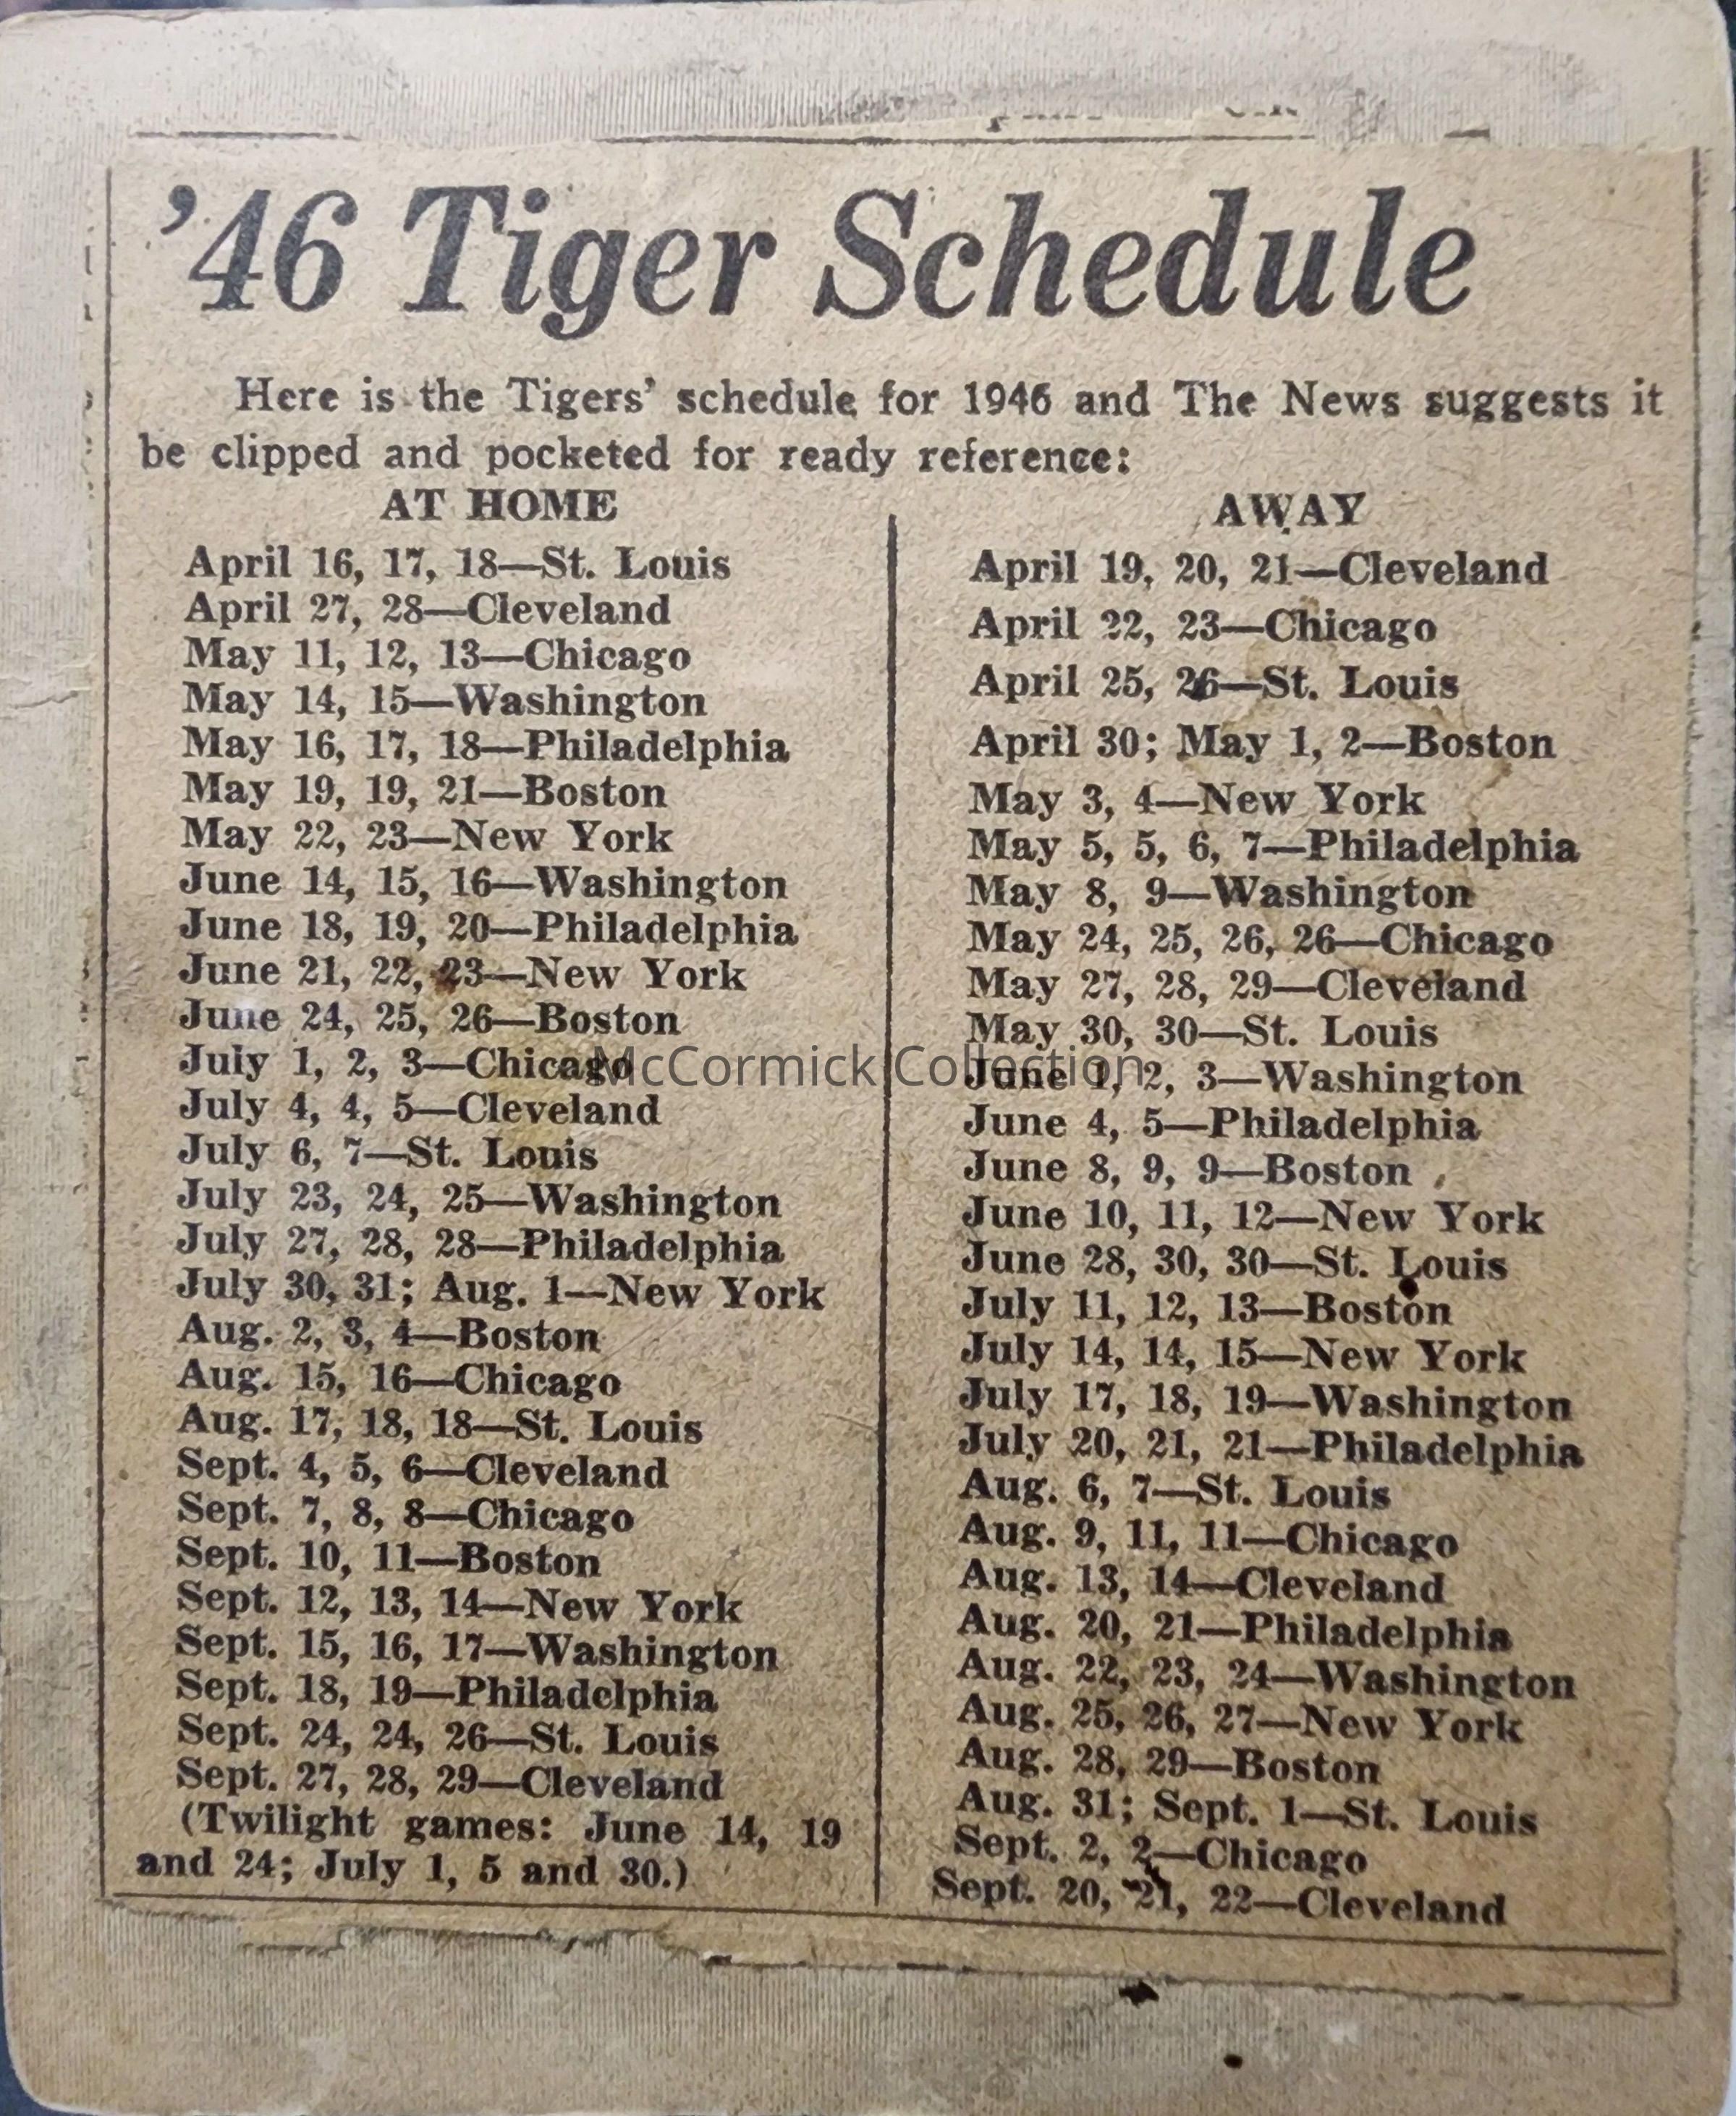 ’46 Tiger Schedule
Here is the Tigers’ schedule for 1946 and The News suggests it
be clipped and pocketed for ready reference:
AT HOME
April 16, 17, 18—St. Louis
April 27, 28—Cleveland
May 11, 12, 13—Chicago
May 14, 15—Washington
May 16, 17, 18—Philadelphia
May 19, 19, 21—Boston
May 22, 23—New York
June 14, 15, 16—Washington
June 18, 19, 20—Philadelphia
June 21, 22, 23—New York
June 24, 25, 26—Boston
July 1, 2, 3—Chicago
July 4, 4, 5—Cleveland
July 6, 7—St. Louis
July 23, 24, 25—Washington
July 27, 28, 28—Philadelphia
July 30, 31; Aug. 1—New York
Aug. 2, 3, 4—Boston
Aug. 15, 16—Chicago
Aug. 17, 18, 18—St. Louis
Sept. 4, 5, 6—Cleveland
Sept. 7, 8, 8—Chicago
Sept. 10, 11—Boston
Sept. 12, 13, 14—New York
Sept. 15, 16, 17—Washington
Sept. 18, 19—Philadelphia
Sept. 24, 24, 26—St. Louis
Sept. 27, 28, 29—Cleveland
(Twilight games: June 14, 19
and 24; July 1, 5 and 30.)
AWAY
April 19, 20, 21—Cleveland
April 22, 23—Chicago
April 25, 26—St. Louis
April 30; May 1, 2—Boston
May 3, 4—New York
May 5, 5, 6, 7—Philadelphia
May 8, 9—Washington
May 24, 25, 26, 26—Chicago
May 27, 28, 29—Cleveland
May 30, 30—St. Louis
June 1, 2, 3—Washington
June 4, 5—Philadelphia
June 8, 9, 9—Boston
June 10, 11, 12—New York
June 28, 30, 30—St. Louis
July 11, 12, 13—Boston
July 14, 14, 15—New York
July 17, 18, 19—Washington
July 20, 21, 21—Philadelphia
Aug. 6, 7—St. Louis
Aug. 9, 11, 11—Chicago
Aug. 13, 14—Cleveland
Aug. 20, 21—Philadelphia
Aug. 22, 23, 24—Washington
Aug. 25, 26, 27—New York
Aug. 28, 29—Boston
Aug. 31; Sept. 1—St. Louis
Sept. 2, 2—Chicago
Sept. 20, 21, 22—Cleveland
McCormick Collection